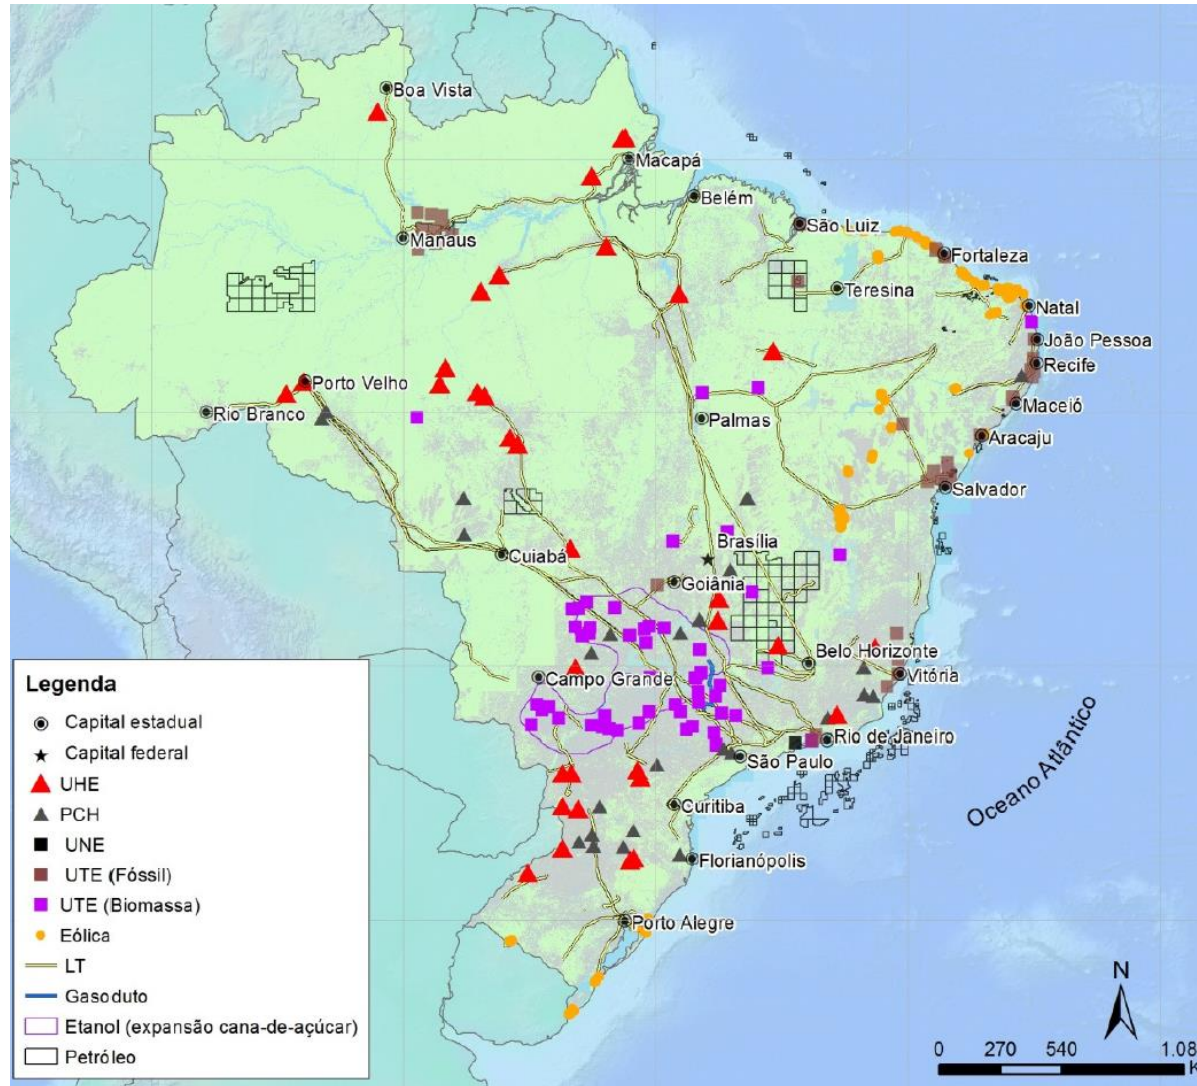 Boa Vista
Macapá
Belém
São Luiz
Manaus
Fortaleza
Teresina
Natal
João Pessoa
Recife
Porto Velho
Rio Branco
Palmas
Maceió
Aracaju
Salvador
Brasília
Cuiabá
Goiânia
Belo Horizonte
Campo Grande
Vitória
Rio de Janeiro
São Paulo
Curitiba
Florianópolis
Porto Alegre
Oceano Atlântico
Legenda
Capital estadual
Capital federal
UHE
PCH
UNE
UTE (Fóssil)
UTE (Biomassa)
Eólica
LT
Gasoduto
Etanol (expansão cana-de-açúcar)
Petróleo
N
0 270 540 1.08